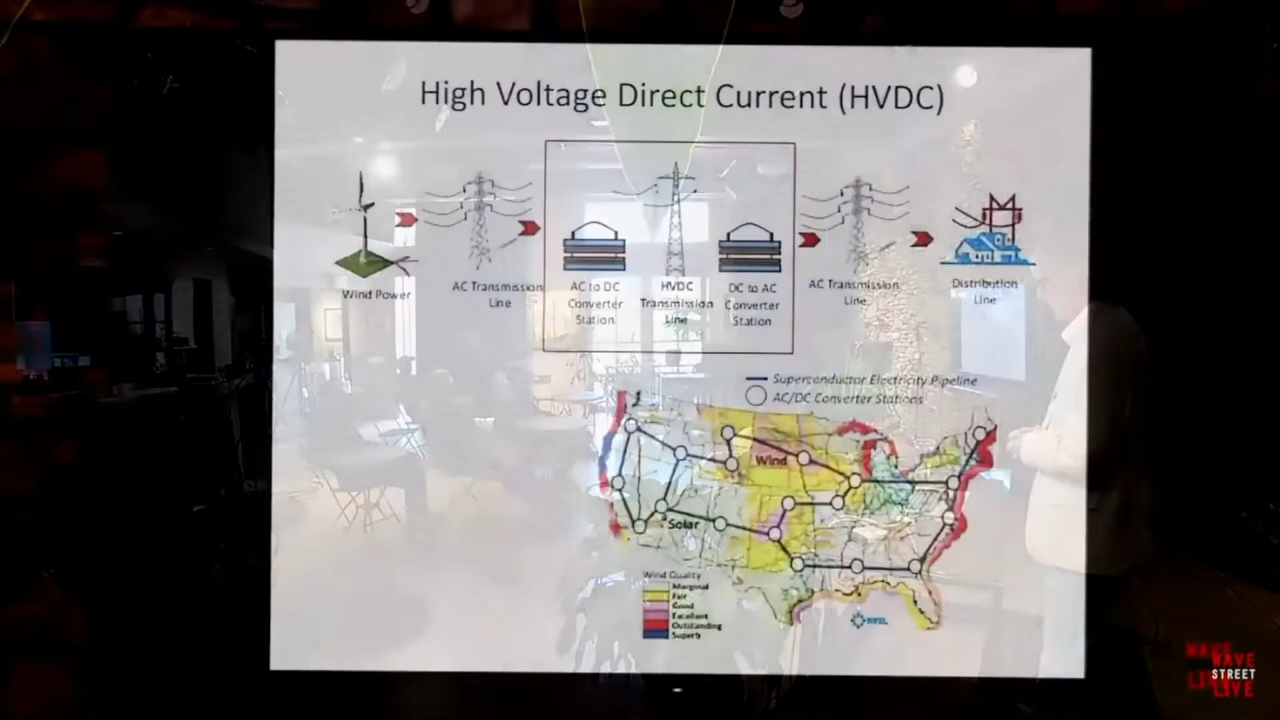 High Voltage Direct Current (HVDC)
Wind Power
AC Transmission
Line
AC to DC
Converter
Station
HVDC
Transmission
Line
DC to AC
Converter
Station
AC Transmission
Line
Distribution
Line
Superconductor Electricity Pipeline
AC/DC Converter Stations
Wind
Solar
Wind Quality
Marginal
Fair
Good
Excellent
Outstanding
Superb
WAVE
STREET
LIVE